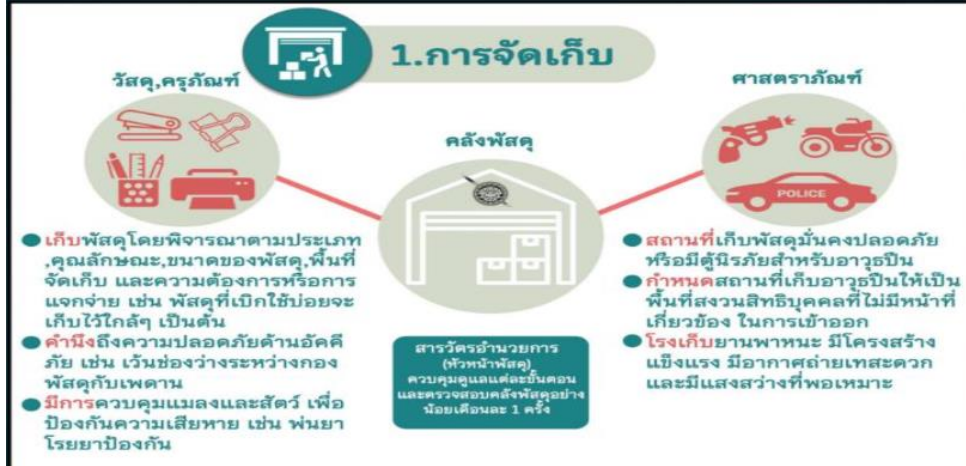 1.การจัดเก็บ
วัสดุ,ครุภัณฑ์
คลังพัสดุ
ศาสตราภัณฑ์
POLICE
เก็บพัสดุโดยพิจารณาตามประเภท
,คุณลักษณะ,ขนาดของพัสดุ,พื้นที่
จัดเก็บ และความต้องการหรือการ
แจกจ่าย เช่น พัสดุที่เบิกใช้บ่อยจะ
เก็บไว้ใกล้ๆ เป็นต้น
คำนึงถึงความปลอดภัยด้านอัคคี
ภัย เช่น เว้นช่องว่างระหว่างกอง
พัสดุกับเพดาน
มีการควบคุมแมลงและสัตว์ เพื่อ
ป้องกันความเสียหาย เช่น พ่นยา
โรยยาป้องกัน
สารวัตรอำนวยการ
(หัวหน้าพัสดุ)
ควบคุมดูแลแต่ละขั้นตอน
และตรวจสอบคลังพัสดุอย่าง
น้อยเดือนละ 1 ครั้ง
สถานที่เก็บพัสดุมั่นคงปลอดภัย
หรือมีตู้นิรภัยสำหรับอาวุธปืน
กำหนดสถานที่เก็บอาวุธปืนให้เป็น
พื้นที่สงวนสิทธิบุคคลที่ไม่มีหน้าที่
เกี่ยวข้อง ในการเข้าออก
โรงเก็บยานพาหนะ มีโครงสร้าง
แข็งแรง มีอากาศถ่ายเทสะดวก
และมีแสงสว่างที่พอเหมาะ